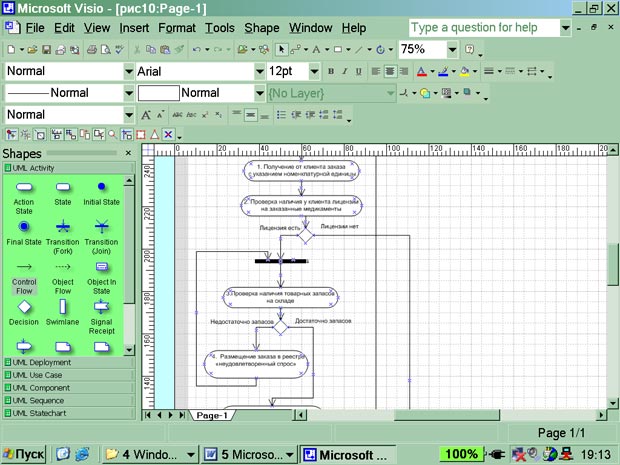 Microsoft Visio - [рис10:Page-1]
File Edit View Insert Format Tools Shape Window Help Type a question for help
75%
Normal Arial 12pt
Normal Normal {No Layer}
Normal
Shapes
UML Activity
Action State
State
Initial State
Final State
Transition (Fork)
Transition (Join)
Control Flow
Object Flow
Object In State
Decision
Swimlane
Signal Receipt
UML Deployment
UML Use Case
UML Component
UML Sequence
UML Statechart
0 20 40 60 80 100 120 140 160 180 200
240
220
200
180
160
140
1. Получение от клиента заказа
с указанием номенклатурной единицы
2. Проверка наличия у клиента лицензии
на заказанные медикаменты
Лицензия есть Лицензии нет
3.Проверка наличия товарных запасов
на складе
Недостаточно запасов Достаточно запасов
4. Размещение заказа в реестре
«неудовлетворенный спрос»
Page-1
Page 1/1
Пуск 4 Windo... 5 Microso... Microsoft ... 100% 19:13